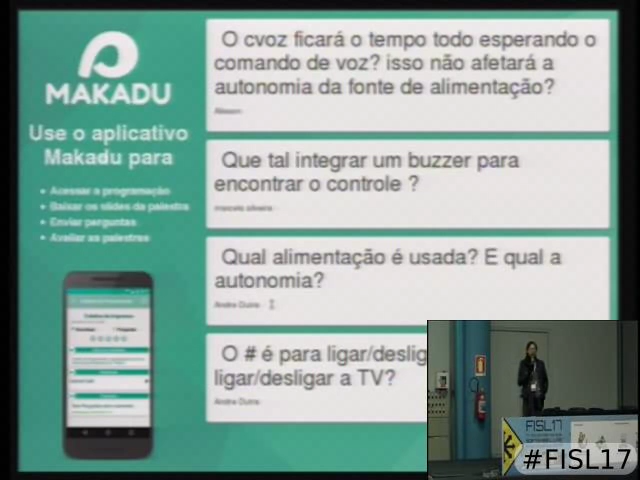 MAKADU
Use o aplicativo
Makadu para
Acessar a programação
Baixar os slides da palestra
Enviar perguntas
Avaliar as palestras
O cvoz ficará o tempo todo esperando o
comando de voz? isso não afetará a
autonomia da fonte de alimentação?
Que tal integrar um buzzer para
encontrar o controle ?
marcelo silveira
Qual alimentação é usada? E qual a
autonomia?
Andre Dutra
O # é para ligar/deslig
ligar/desligar a TV?
Andre Dutra
FISL17
#FISL17